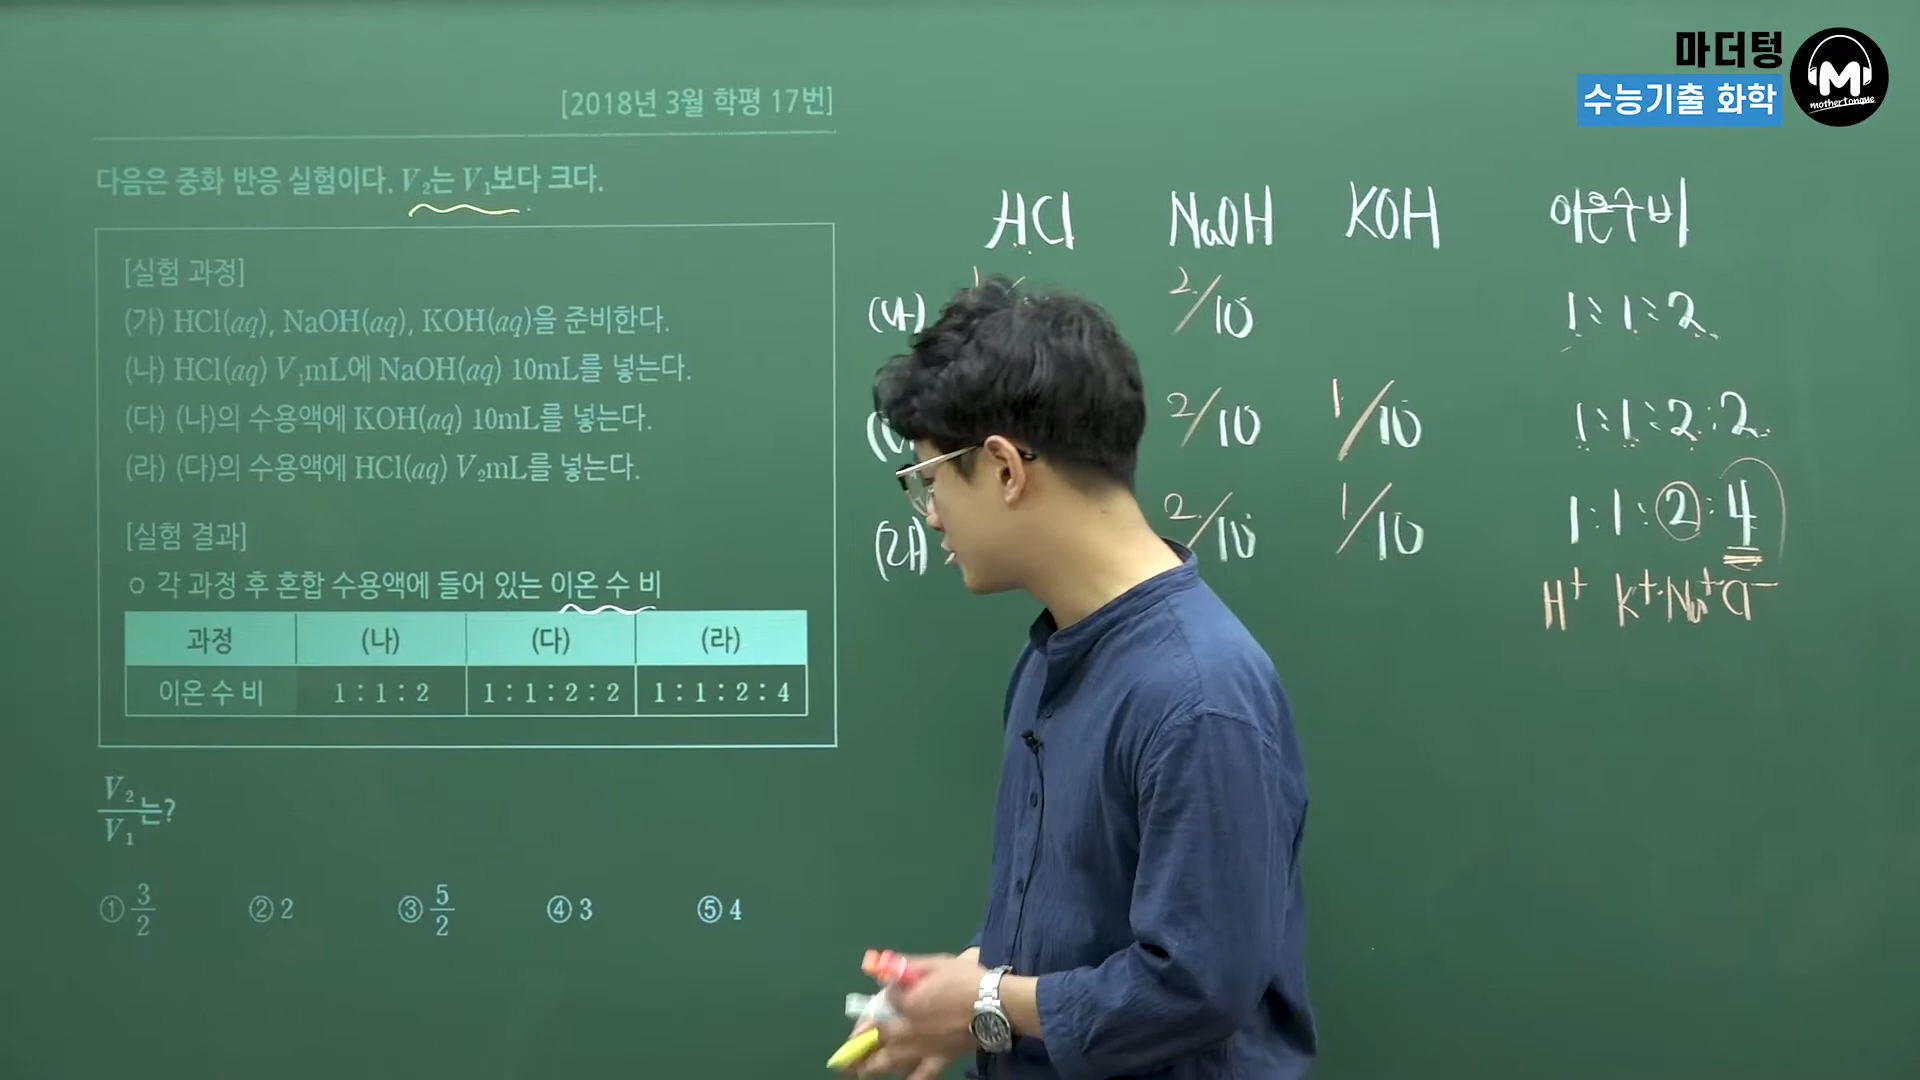 마더텅
수능기출 화학
M
mothertongue
[2018년 3월 학평 17번]
다음은 중화 반응 실험이다. V₂는 V₁보다 크다.
[실험 과정]
(가) HCl(aq), NaOH(aq), KOH(aq)을 준비한다.
(나) HCl(aq) V₁mL에 NaOH(aq) 10mL를 넣는다.
(다) (나)의 수용액에 KOH(aq) 10mL를 넣는다.
(라) (다)의 수용액에 HCl(aq) V₂mL를 넣는다.
[실험 결과]
○ 각 과정 후 혼합 수용액에 들어 있는 이온 수 비
과정 (나) (다) (라)
이온 수 비 1 : 1 : 2 1 : 1 : 2 : 2 1 : 1 : 2 : 4
V₂/V₁는?
① 3/2 ② 2 ③ 5/2 ④ 3 ⑤ 4
HCl NaOH KOH 이온수비
(나) 2/10 1:1:2
2/10 1/10 1:1:2:2
(라) 2/10 1/10 1:1:2:4
H⁺ K⁺ Na⁺ Cl⁻